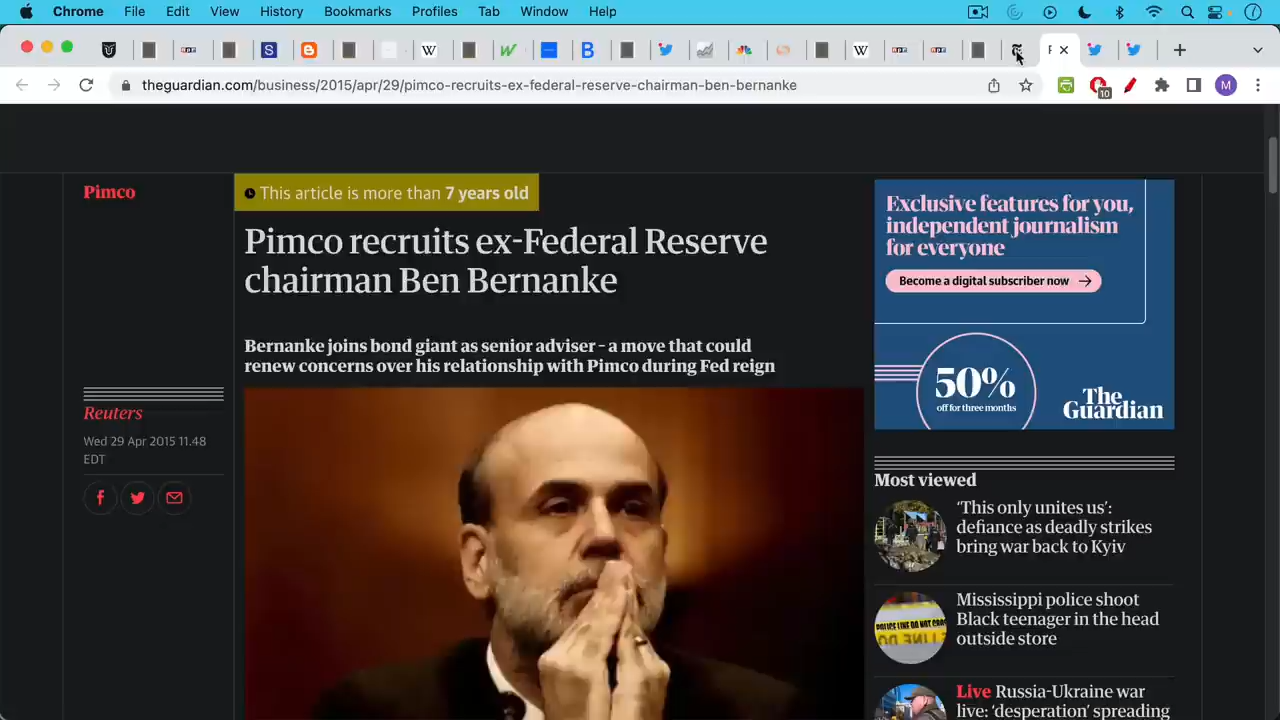 Chrome File Edit View History Bookmarks Profiles Tab Window Help
theguardian.com/business/2015/apr/29/pimco-recruits-ex-federal-reserve-chairman-ben-bernanke
10
M
Pimco
This article is more than 7 years old
Pimco recruits ex-Federal Reserve
chairman Ben Bernanke
Bernanke joins bond giant as senior adviser – a move that could
renew concerns over his relationship with Pimco during Fed reign
Reuters
Wed 29 Apr 2015 11.48
EDT
Exclusive features for you,
independent journalism
for everyone
Become a digital subscriber now
50%
off for three months
The
Guardian
Most viewed
‘This only unites us’:
defiance as deadly strikes
bring war back to Kyiv
Mississippi police shoot
Black teenager in the head
outside store
POLICE LINE DO NOT CROSS
Live Russia-Ukraine war
live: ‘desperation’ spreading